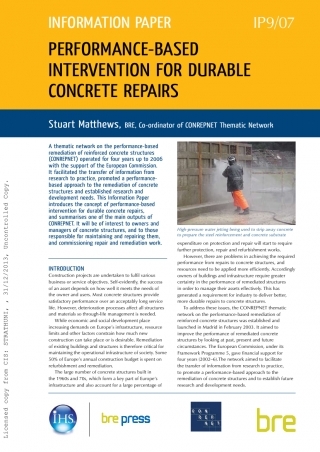 INFORMATION PAPER
IP9/07
PERFORMANCE-BASED
INTERVENTION FOR DURABLE
CONCRETE REPAIRS
Stuart Matthews, BRE, Co-ordinator of CONREPNET Thematic Network
A thematic network on the performance-based
remediation of reinforced concrete structures
(CONREPNET) operated for four years up to 2006
with the support of the European Commission.
It facilitated the transfer of information from
research to practice, promoted a performance-
based approach to the remediation of concrete
structures and established research and
development needs. This Information Paper
introduces the concept of performance-based
intervention for durable concrete repairs,
and summarises one of the main outputs of
CONREPNET. It will be of interest to owners and
managers of concrete structures, and to those
responsible for maintaining and repairing them,
and commissioning repair and remediation work.
INTRODUCTION
Construction projects are undertaken to fulfil various
business or service objectives. Self-evidently, the success
of an asset depends on how well it meets the needs of
the owner and users. Most concrete structures provide
satisfactory performance over an acceptably long service
life. However, deterioration processes affect all structures
and materials so through-life management is needed.
While economic and social development place
increasing demands on Europe's infrastructure, resource
limits and other factors constrain how much new
construction can take place or is desirable. Remediation
of existing buildings and structures is therefore critical for
maintaining the operational infrastructure of society. Some
50% of Europe's annual construction budget is spent on
refurbishment and remediation.
The large number of concrete structures built in
the 1960s and 70s, which form a key part of Europe's
infrastructure and also account for a large percentage of
High-pressure water jetting being used to strip away concrete
to prepare the steel reinforcement and concrete substrate
expenditure on protection and repair will start to require
further protection, repair and refurbishment works.
However, there are problems in achieving the required
performance from repairs to concrete structures, and
resources need to be applied more efficiently. Accordingly
owners of buildings and infrastructure require greater
certainty in the performance of remediated structures
in order to manage their assets effectively. This has
generated a requirement for industry to deliver better,
more durable repairs to concrete structures.
To address these issues, the CONREPNET thematic
network on the performance-based remediation of
reinforced concrete structures was established and
launched in Madrid in February 2003. It aimed to
improve the performance of remediated concrete
structures by looking at past, present and future
circumstances. The European Commission, under its
Framework Programme 5, gave financial support for
four years (2002–6). The network aimed to facilitate
the transfer of information from research to practice,
to promote a performance-based approach to the
remediation of concrete structures and to establish future
research and development needs.
IHS
bre press
bre
Licensed copy from CIS: STRATHUNI, , 31/12/2013, Uncontrolled Copy.